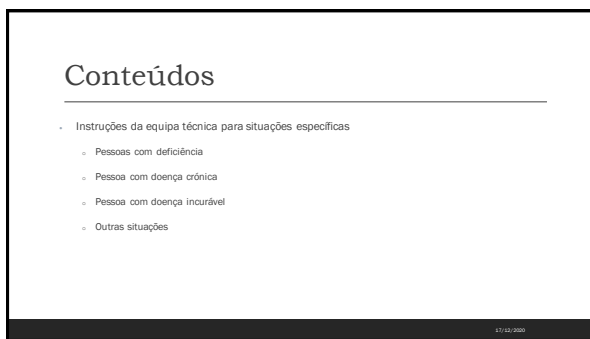 Conteúdos
Instruções da equipa técnica para situações específicas
Pessoas com deficiência
Pessoa com doença crónica
Pessoa com doença incurável
Outras situações
17/12/2020